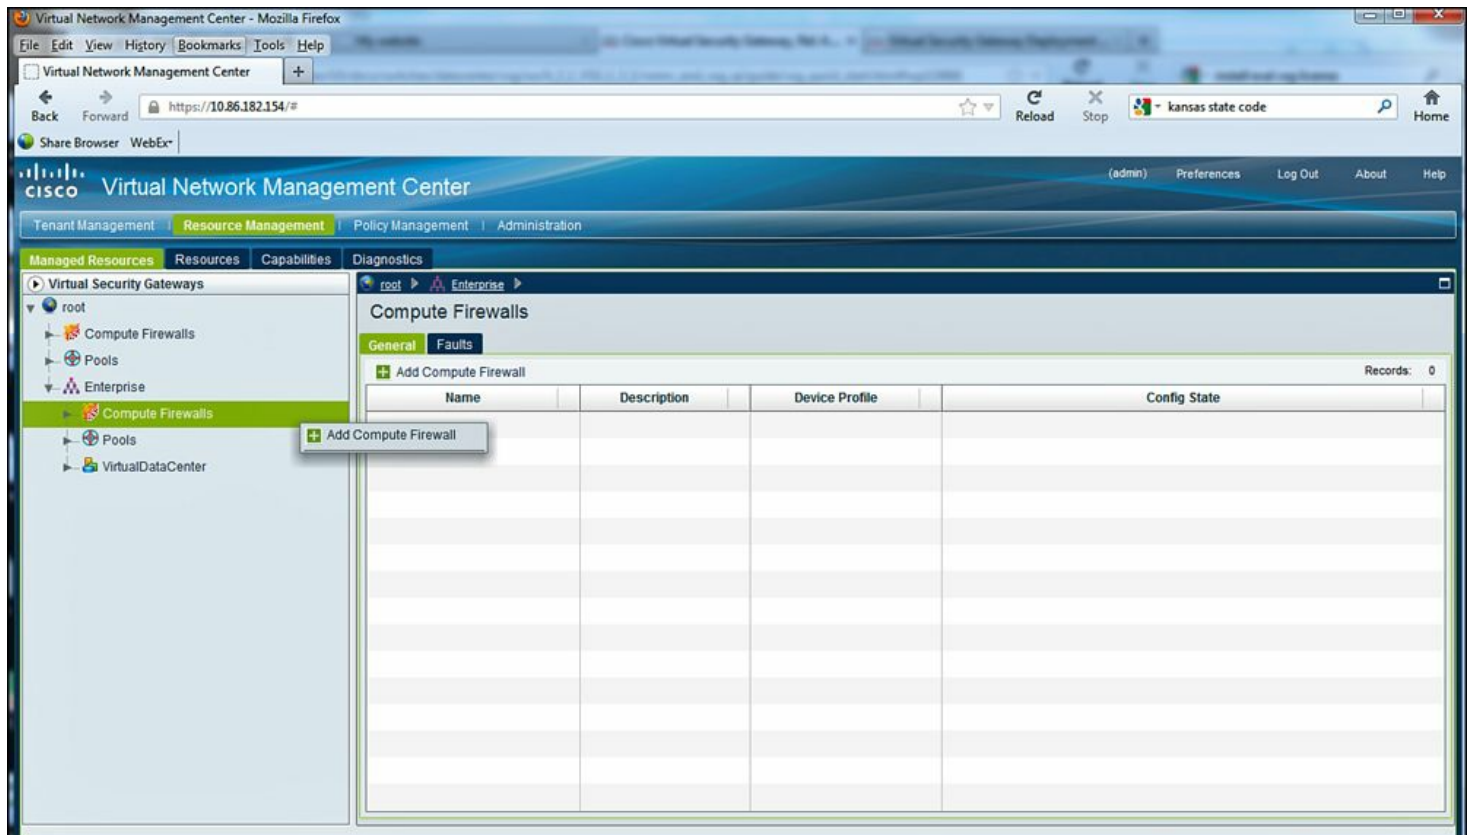 Virtual Network Management Center - Mozilla Firefox
File Edit View History Bookmarks Tools Help
Virtual Network Management Center +
Back Forward https://10.86.182.154/# Reload Stop kansas state code Home
Share Browser WebEx
CISCO Virtual Network Management Center (admin) Preferences Log Out About Help
Tenant Management | Resource Management | Policy Management | Administration
Managed Resources Resources Capabilities Diagnostics
Virtual Security Gateways
root
Compute Firewalls
Pools
Enterprise
Compute Firewalls
Pools
VirtualDataCenter
Add Compute Firewall
root Enterprise
Compute Firewalls
General Faults
Add Compute Firewall Records: 0
Name Description Device Profile Config State